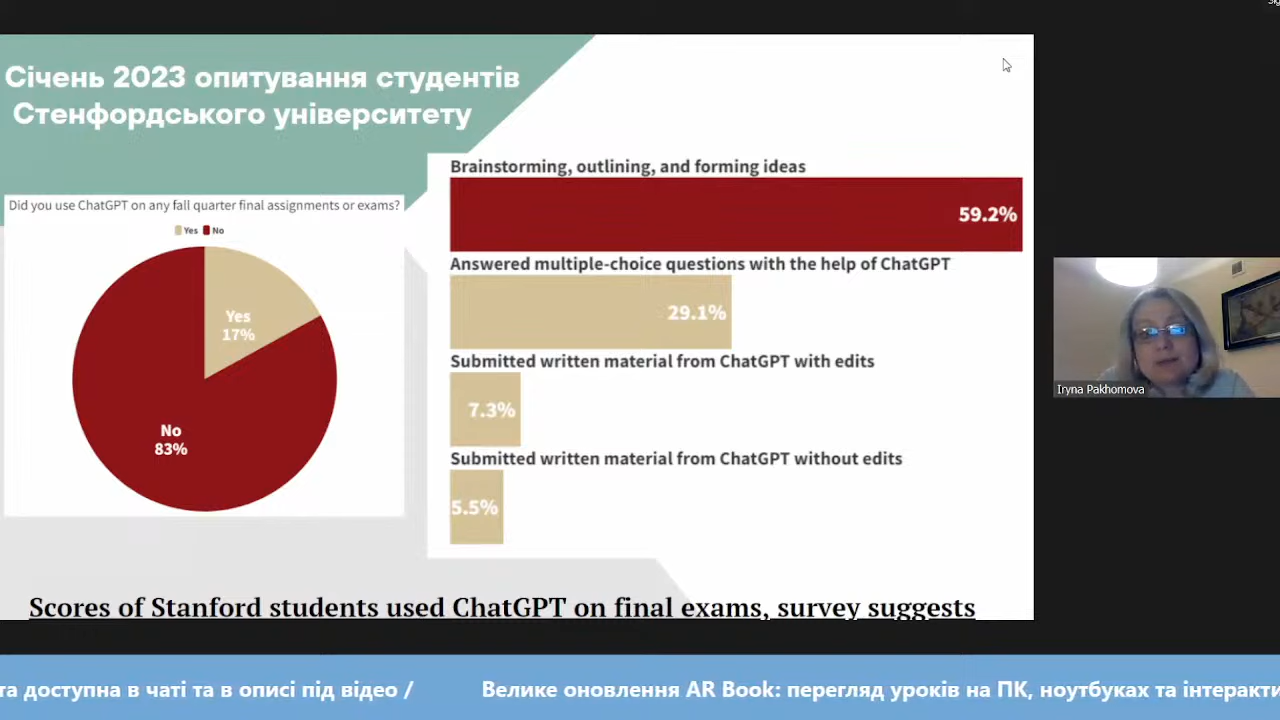 Січень 2023 опитування студентів
Стенфордського університету
Did you use ChatGPT on any fall quarter final assignments or exams?
Yes No
Yes
17%
No
83%
Brainstorming, outlining, and forming ideas
59.2%
Answered multiple-choice questions with the help of ChatGPT
29.1%
Submitted written material from ChatGPT with edits
7.3%
Submitted written material from ChatGPT without edits
5.5%
Scores of Stanford students used ChatGPT on final exams, survey suggests
Iryna Pakhomova
та доступна в чаті та в описі під відео / Велике оновлення AR Book: перегляд уроків на ПК, ноутбуках та інтеракти